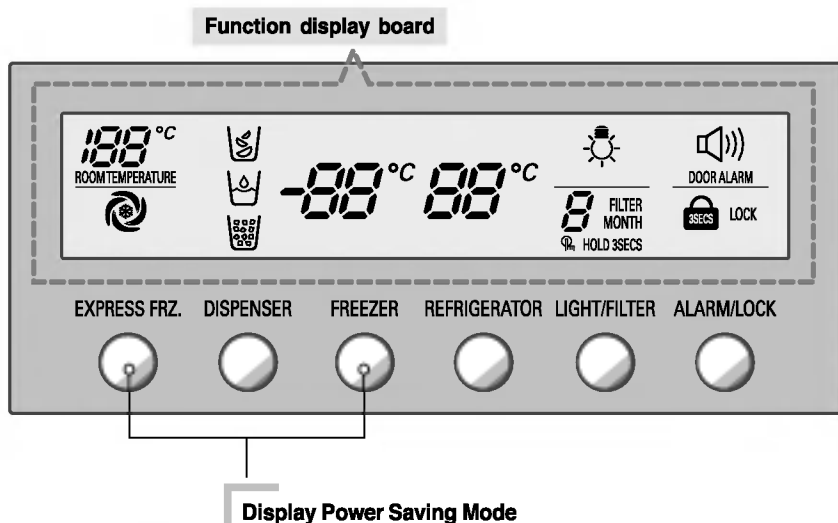 Function display board
188 °C
ROOM TEMPERATURE
-88 °C 88 °C
8 FILTER MONTH
HOLD 3SECS
DOOR ALARM
3SECS LOCK
EXPRESS FRZ. DISPENSER FREEZER REFRIGERATOR LIGHT/FILTER ALARM/LOCK
Display Power Saving Mode